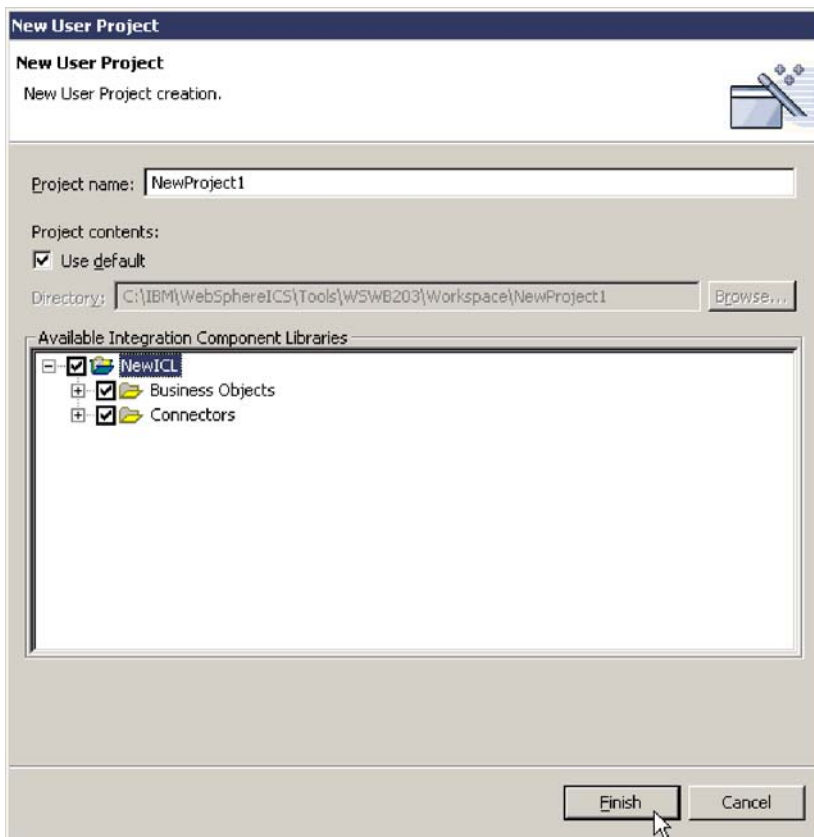 New User Project
New User Project
New User Project creation.
Project name: NewProject1
Project contents:
Use default
Directory: C:\IBM\WebSphereICS\Tools\WSWB203\Workspace\NewProject1 Browse...
Available Integration Component Libraries
NewICL
Business Objects
Connectors
Finish Cancel